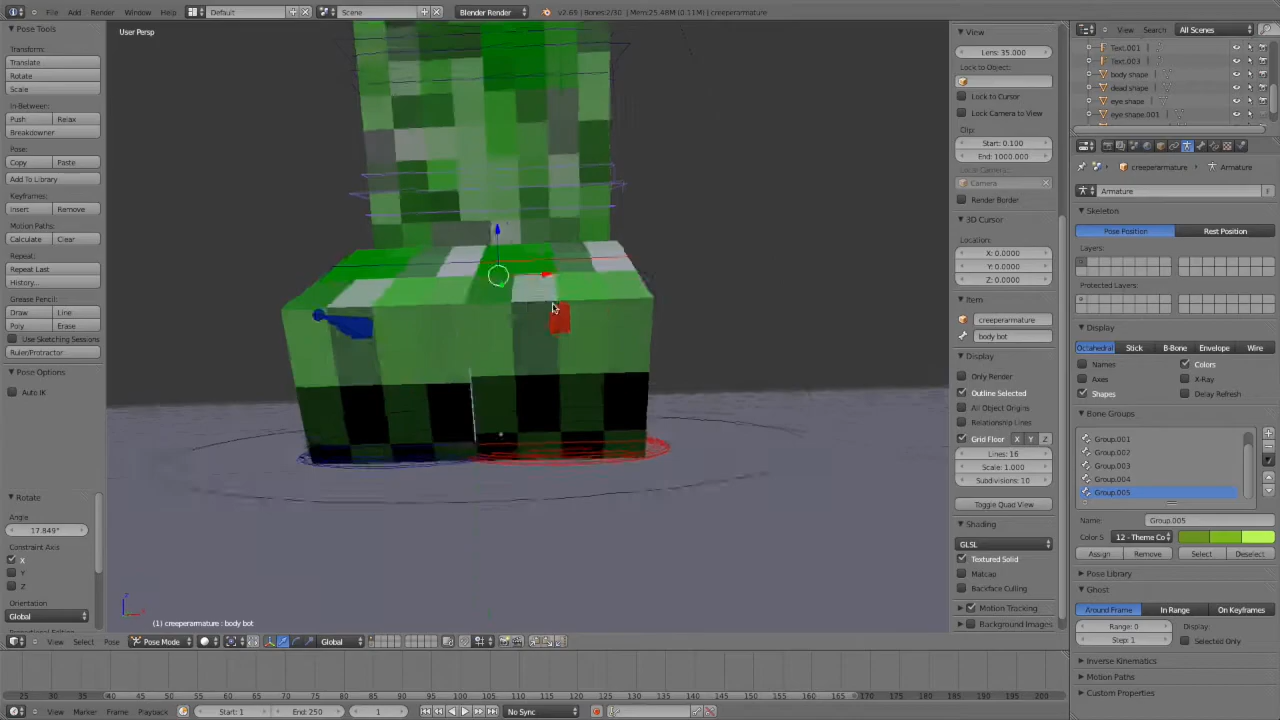 File Add Render Window Help Default Scene Blender Render v2.65 | Bones:2/30 | Mem:25.48M (0.11M) | creeperarmature
Pose Tools
Transform:
Translate
Rotate
Scale
In-Between:
Push Relax
Breakdowner
Pose:
Copy Paste
Add To Library
Keyframes:
Insert Remove
Motion Paths:
Calculate Clear
Repeat:
Repeat Last
History...
Grease Pencil:
Draw Line
Poly Erase
Use Sketching Sessions
Ruler/Protractor
Pose Options
Auto IK
Rotate
Angle
17.849°
Constraint Axis
X
Y
Z
Orientation
Global
User Persp
(1) creeperarmature : body bot
View Select Pose Pose Mode Global
View
Lens: 35.000
Lock to Object:
Lock to Cursor
Lock Camera to View
Clip:
Start: 0.100
End: 1000.000
Local Camera:
Camera
Render Border
3D Cursor
Location:
X: 0.0000
Y: 0.0000
Z: 0.0000
Item
creeperarmature
body bot
Display
Only Render
Outline Selected
All Object Origins
Relationship Lines
Grid Floor X Y Z
Lines: 16
Scale: 1.000
Subdivisions: 10
Toggle Quad View
Shading
GLSL
Textured Solid
Matcap
Backface Culling
Motion Tracking
Background Images
View Search All Scenes
Text.001
Text.003
body shape
dead shape
eye shape
eye shape.001
creeperarmature Armature
Armature
Skeleton
Pose Position Rest Position
Layers:
Protected Layers:
Display
Octahedral Stick B-Bone Envelope Wire
Names Colors
Axes X-Ray
Shapes Delay Refresh
Bone Groups
Group.001
Group.002
Group.003
Group.004
Group.005
Name: Group.005
Color S 12 - Theme Co
Assign Remove Select Deselect
Pose Library
Ghost
Around Frame In Range On Keyframes
Range: 0 Display:
Step: 1 Selected Only
Inverse Kinematics
Motion Paths
Custom Properties
25 30 35 40 45 50 55 60 65 70 75 80 85 90 95 100 105 110 115 120 125 130 135 140 145 150 155 160 165 170 175 180 185 190 195 200
View Marker Frame Playback Start: 1 End: 250 1 No Sync